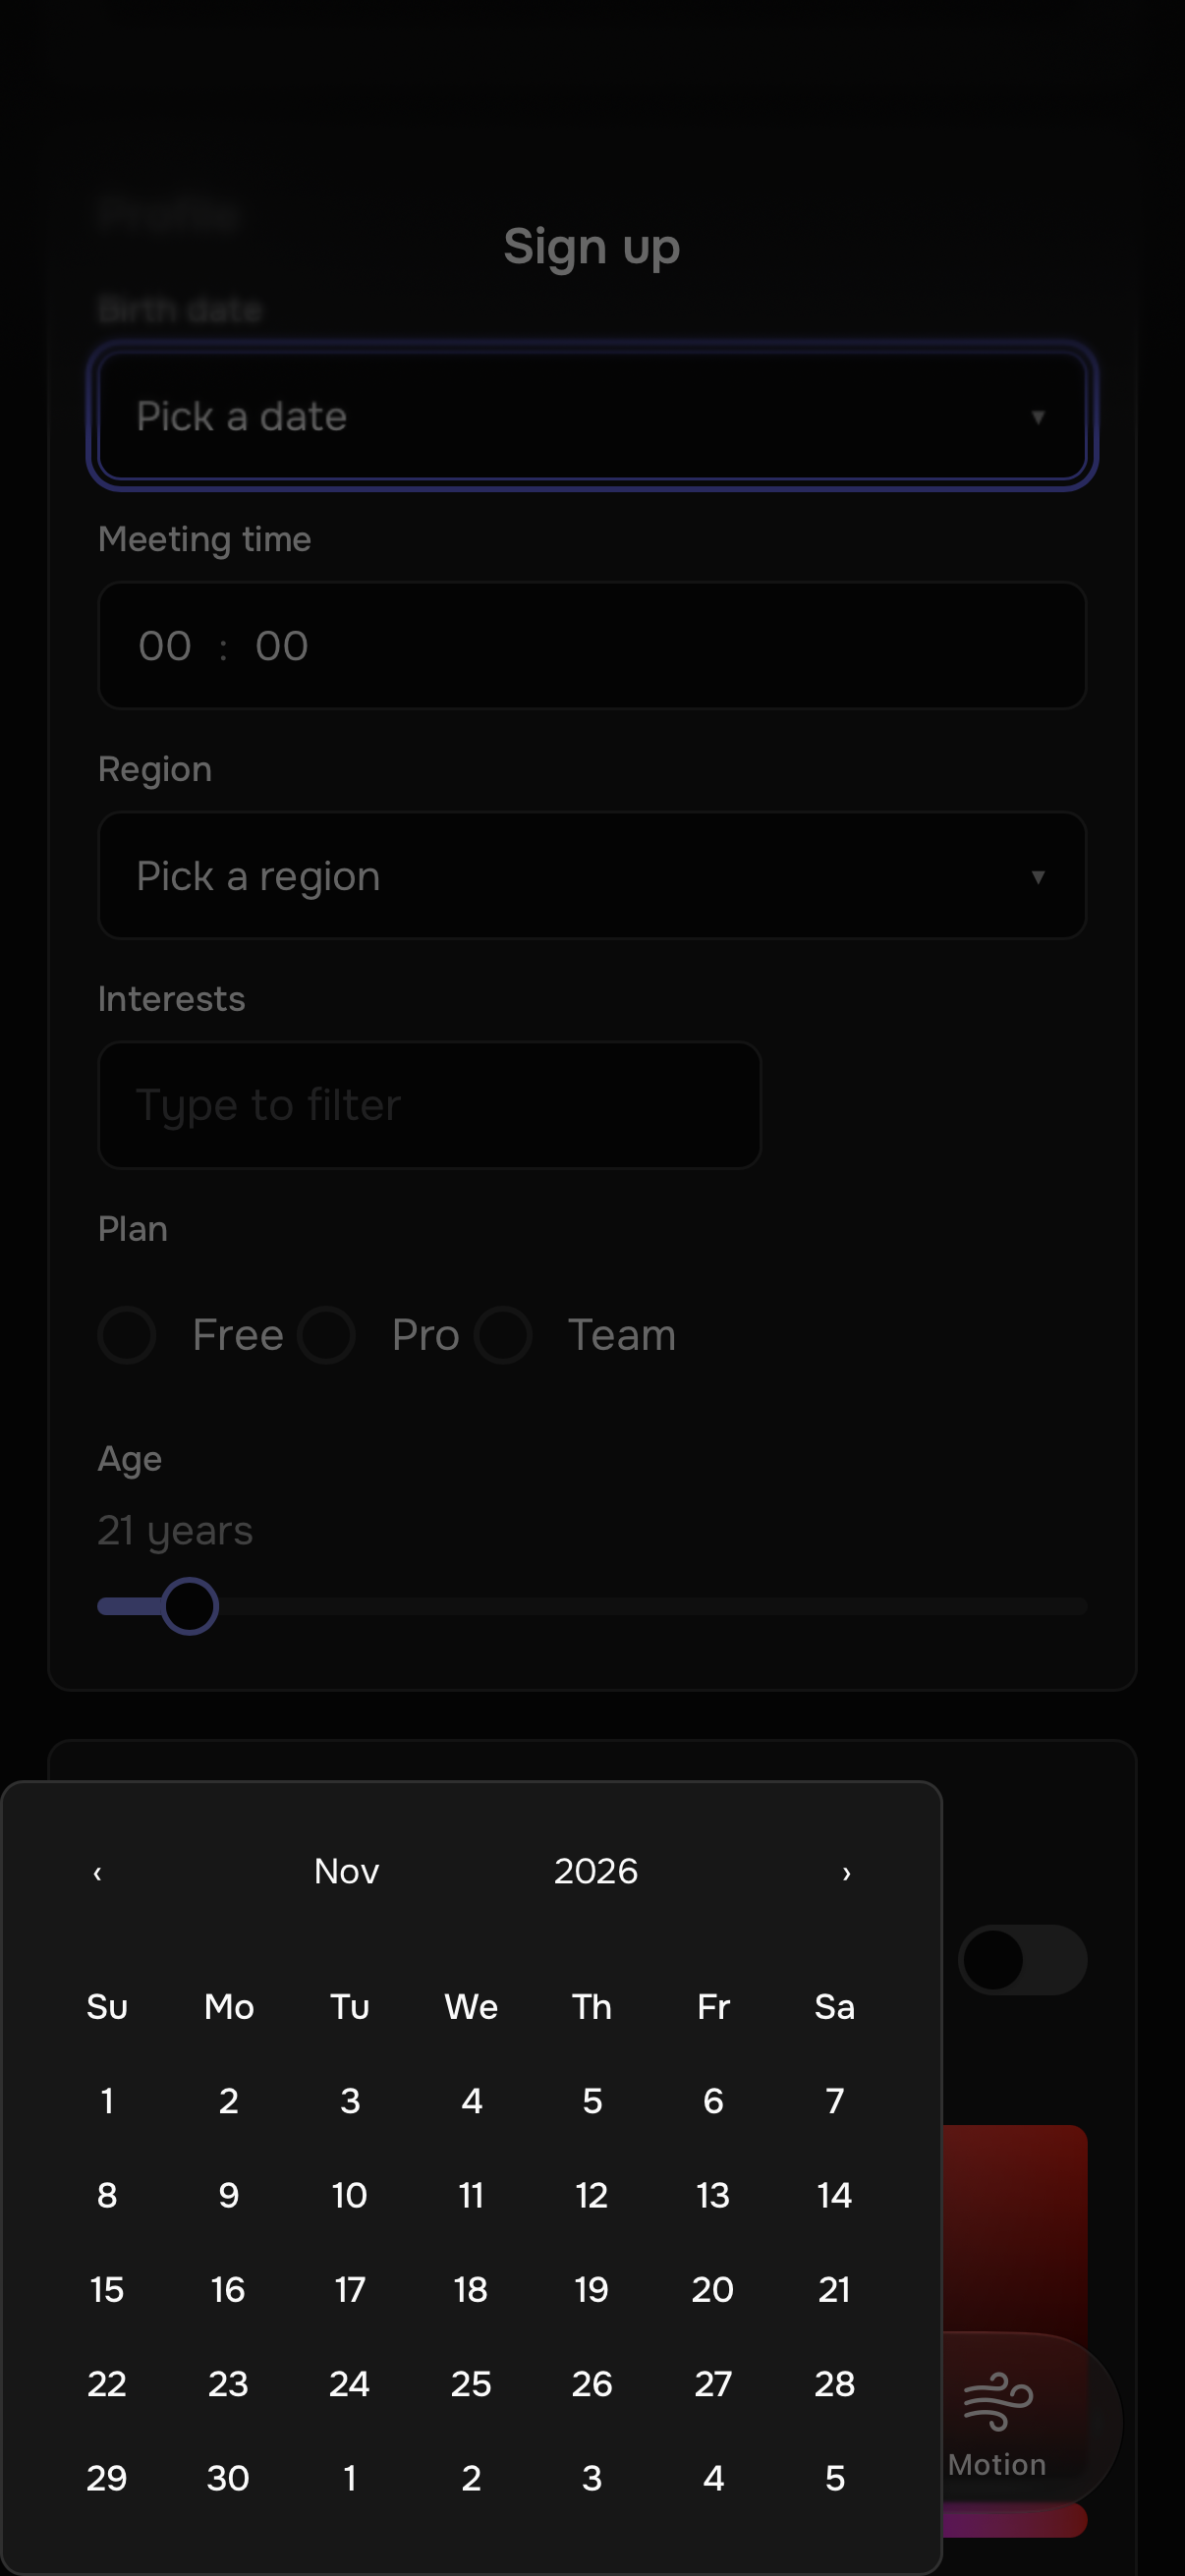 Profile
Sign up
Birth date
Pick a date
Meeting time
00 : 00
Region
Pick a region
Interests
Type to filter
Plan
Free Pro Team
Age
21 years
‹ Nov 2026 ›
Su Mo Tu We Th Fr Sa
1 2 3 4 5 6 7
8 9 10 11 12 13 14
15 16 17 18 19 20 21
22 23 24 25 26 27 28
29 30 1 2 3 4 5
Motion